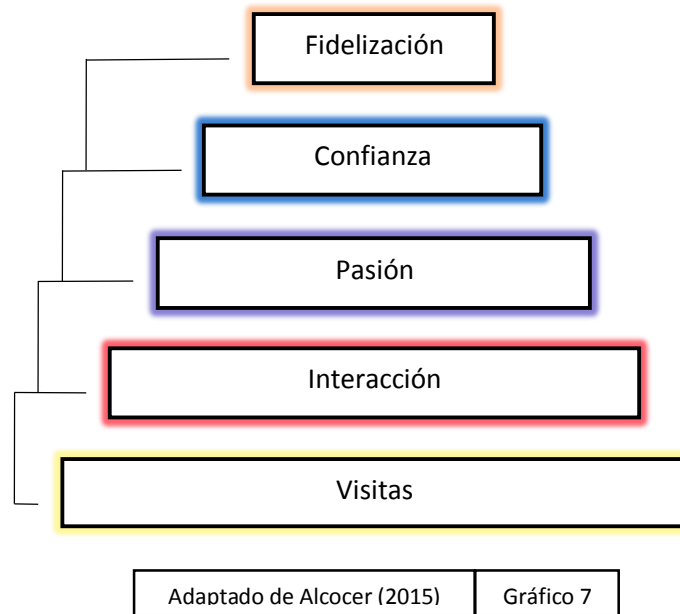 Fidelización
Confianza
Pasión
Interacción
Visitas
Adaptado de Alcocer (2015) Gráfico 7